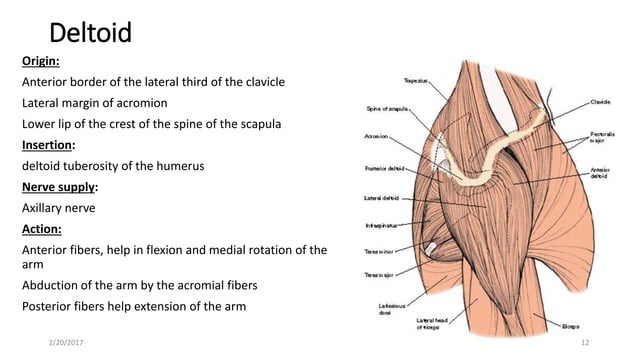 Deltoid
Origin:
Anterior border of the lateral third of the clavicle
Lateral margin of acromion
Lower lip of the crest of the spine of the scapula
Insertion:
deltoid tuberosity of the humerus
Nerve supply:
Axillary nerve
Action:
Anterior fibers, help in flexion and medial rotation of the
arm
Abduction of the arm by the acromial fibers
Posterior fibers help extension of the arm
Trapezius
Spine of scapula
Acromion
Posterior deltoid
Lateral deltoid
Infraspinatus
Teres minor
Teres major
Latissimus
dorsi
Lateral head
of triceps
Clavicle
Pectoralis
major
Anterior
deltoid
Biceps
2/20/2017
12